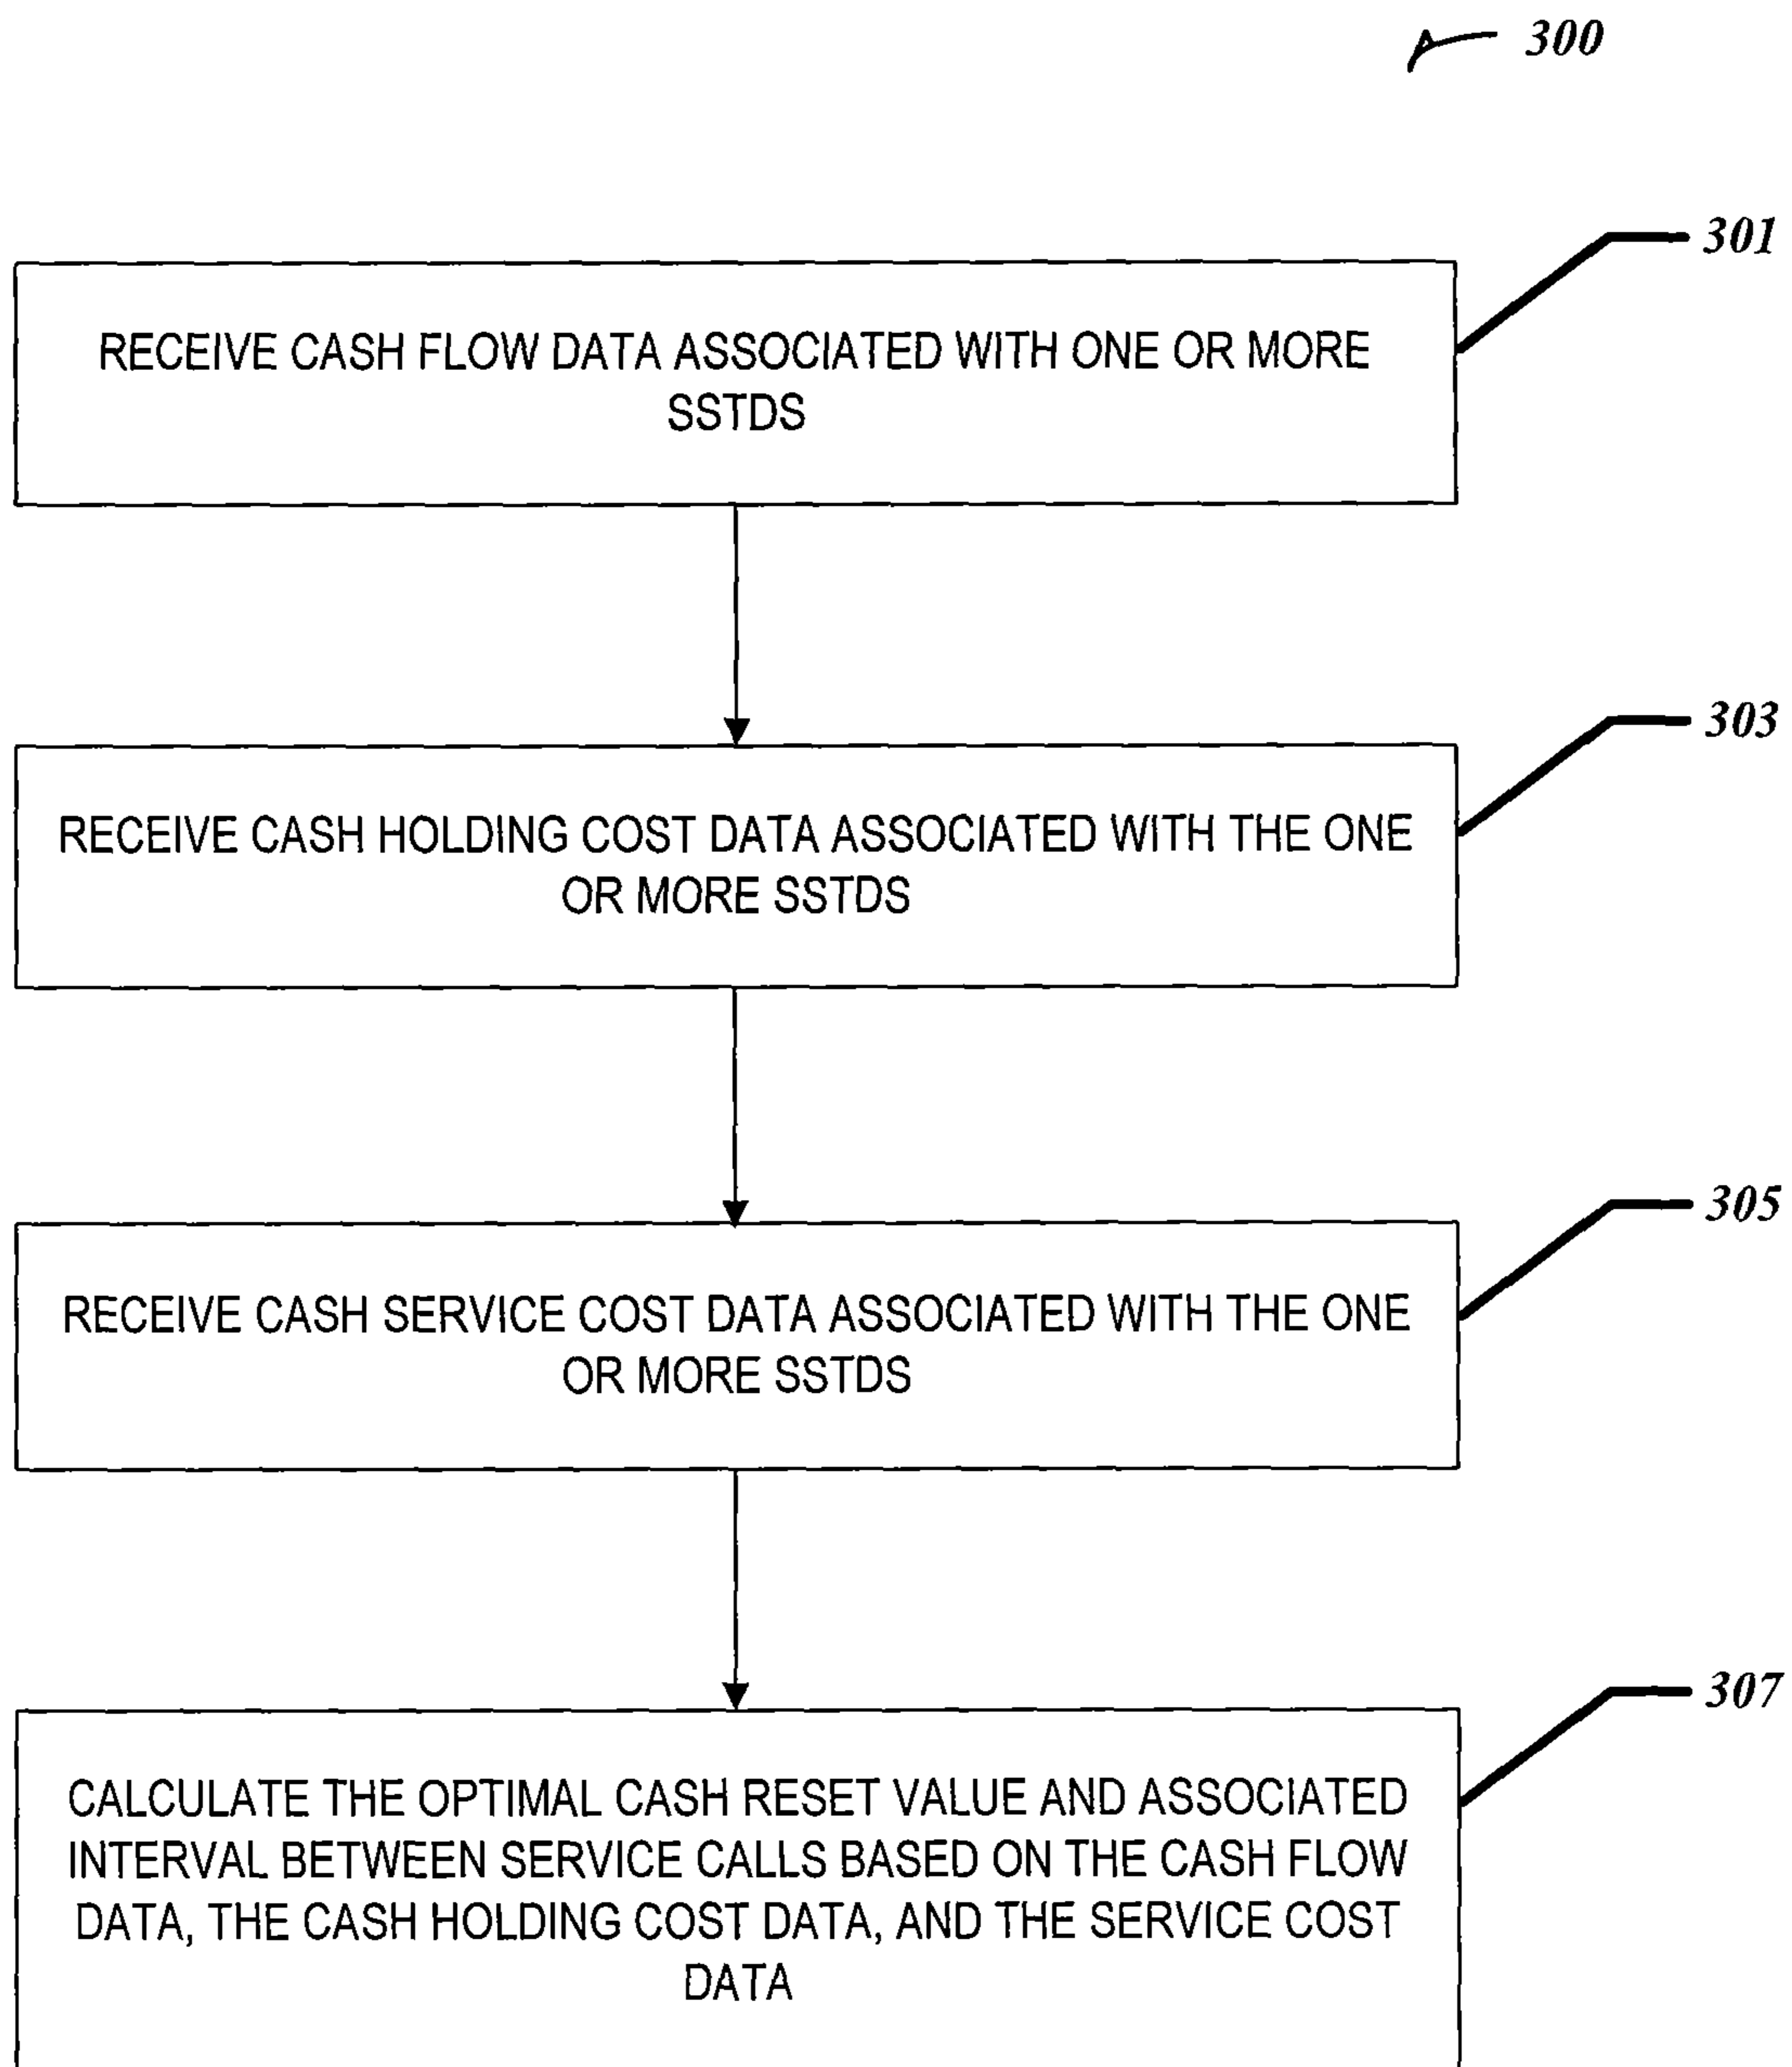 300
301
RECEIVE CASH FLOW DATA ASSOCIATED WITH ONE OR MORE
SSTDS
303
RECEIVE CASH HOLDING COST DATA ASSOCIATED WITH THE ONE
OR MORE SSTDS
305
RECEIVE CASH SERVICE COST DATA ASSOCIATED WITH THE ONE
OR MORE SSTDS
307
CALCULATE THE OPTIMAL CASH RESET VALUE AND ASSOCIATED
INTERVAL BETWEEN SERVICE CALLS BASED ON THE CASH FLOW
DATA, THE CASH HOLDING COST DATA, AND THE SERVICE COST
DATA